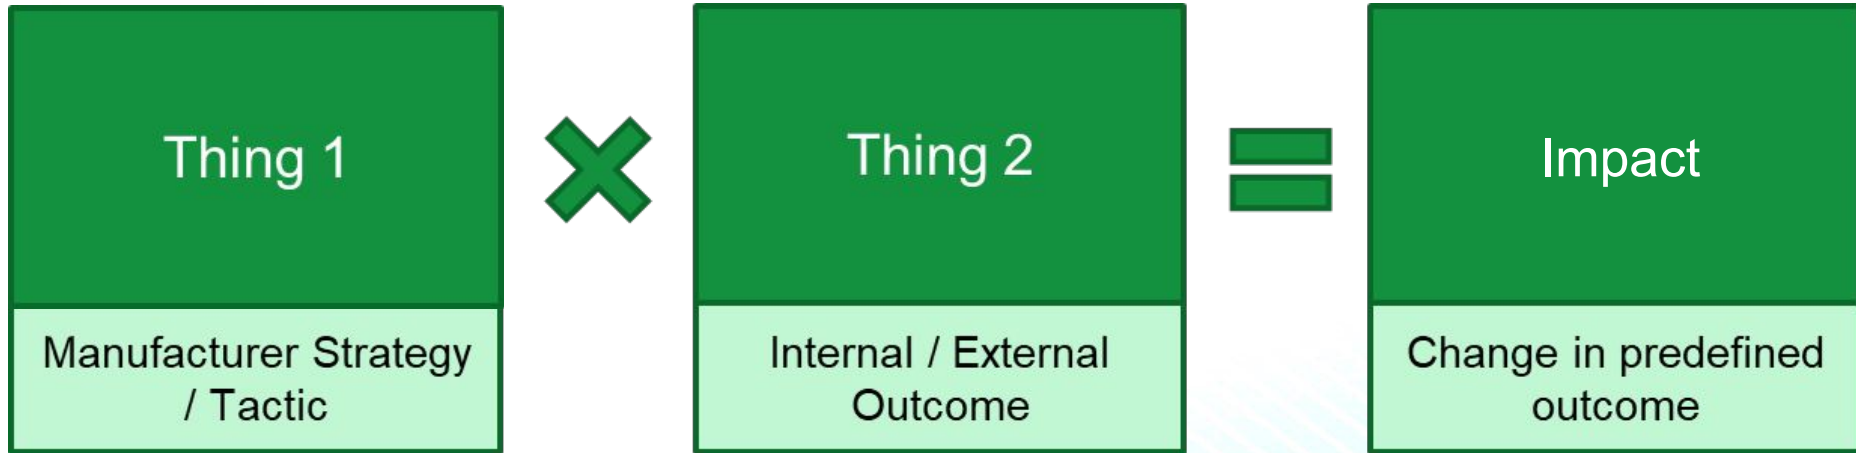 Thing 1
Manufacturer Strategy
/ Tactic
Thing 2
Internal / External
Outcome
Impact
Change in predefined
outcome